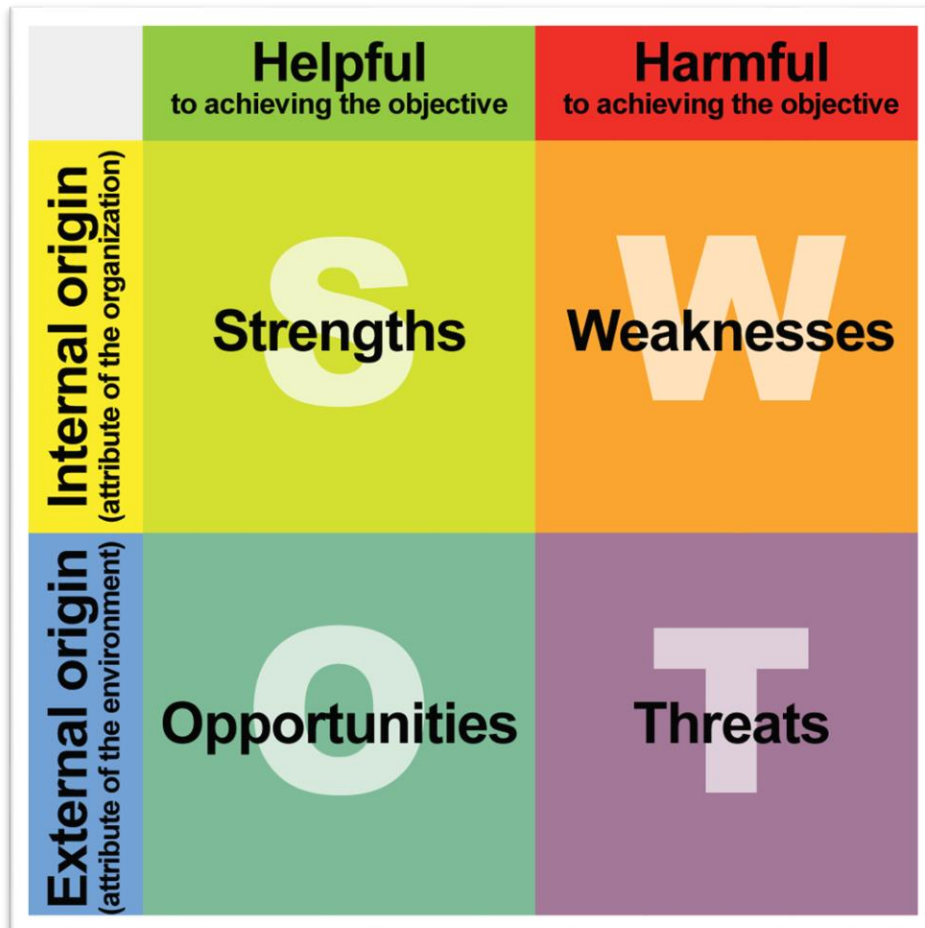 Helpful
to achieving the objective
Harmful
to achieving the objective
Internal origin
(attribute of the organization)
S
Strengths
W
Weaknesses
External origin
(attribute of the environment)
O
Opportunities
T
Threats